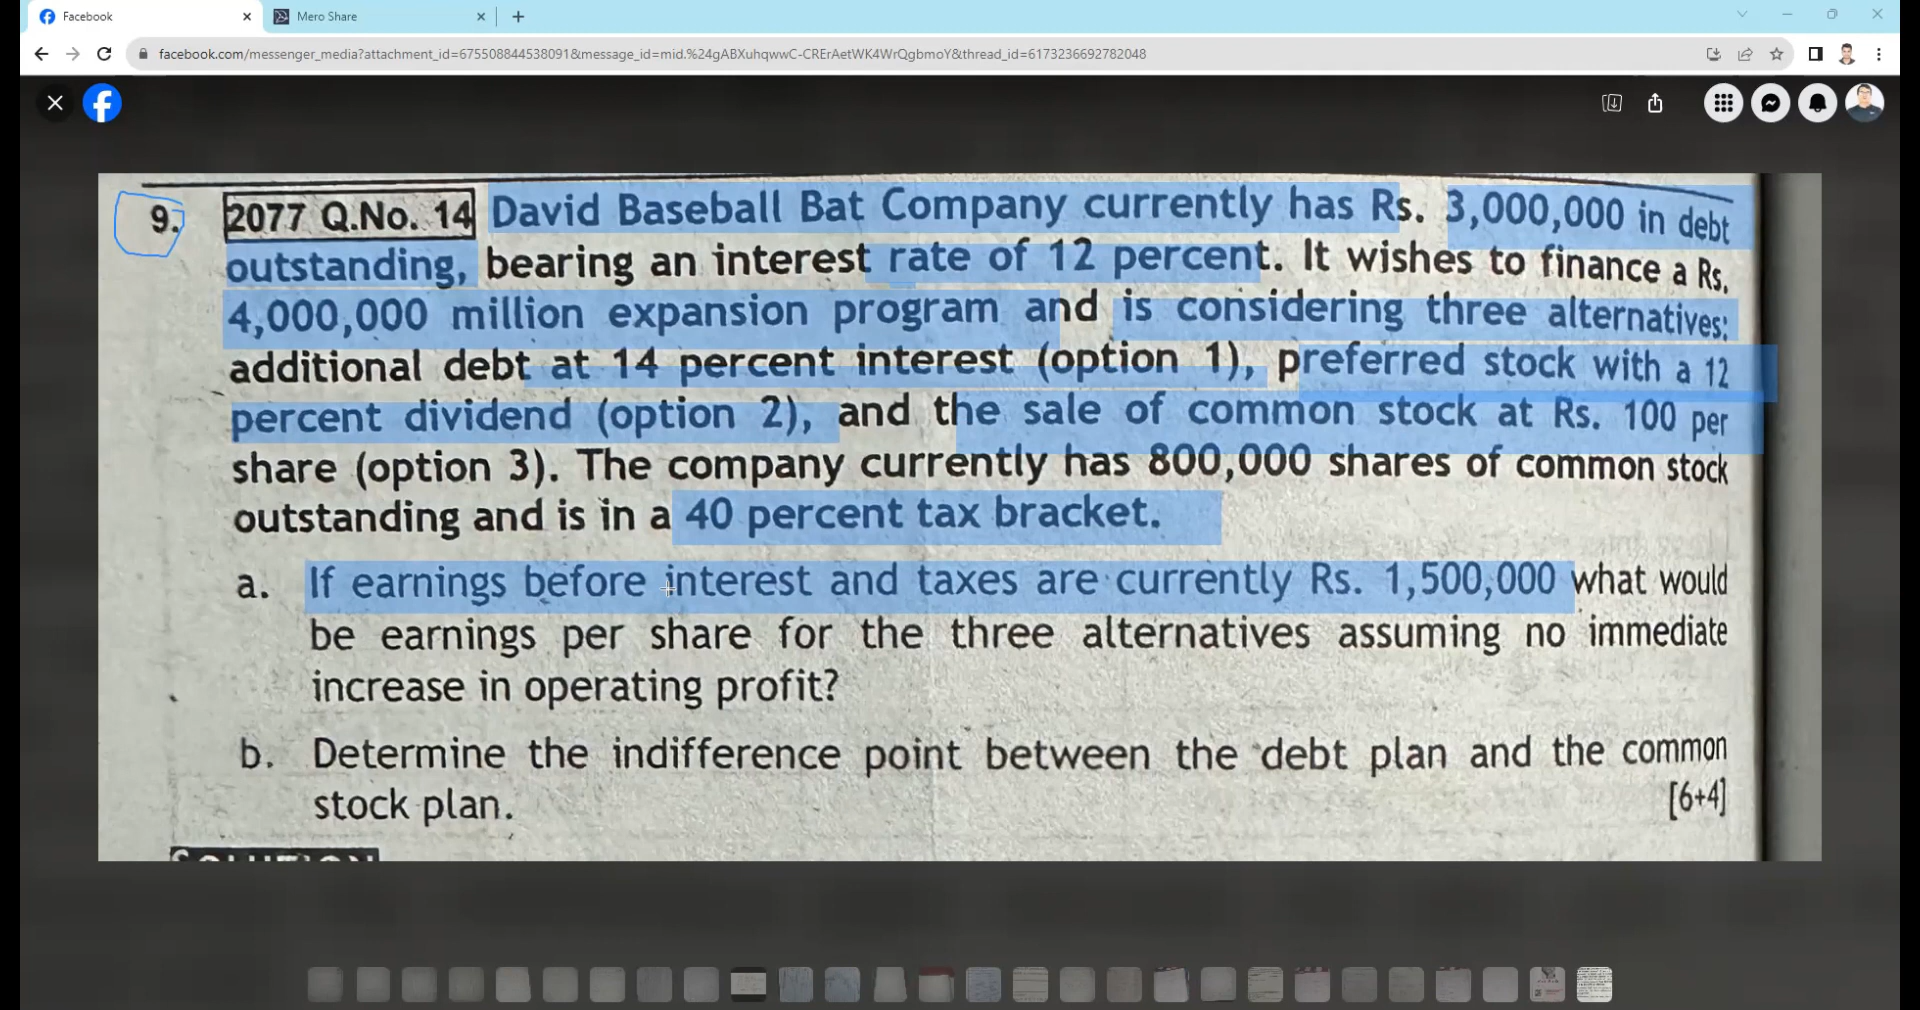 Facebook
Mero Share
facebook.com/messenger_media?attachment_id=675508844538091&message_id=mid.%24gABXuhqwwC-CRErAetWK4WrQgbmoY&thread_id=6173236692782048
9. 2077 Q.No. 14 David Baseball Bat Company currently has Rs. 3,000,000 in debt
outstanding, bearing an interest rate of 12 percent. It wishes to finance a Rs.
4,000,000 million expansion program and is considering three alternatives:
additional debt at 14 percent interest (option 1), preferred stock with a 12
percent dividend (option 2), and the sale of common stock at Rs. 100 per
share (option 3). The company currently has 800,000 shares of common stock
outstanding and is in a 40 percent tax bracket.
a. If earnings before interest and taxes are currently Rs. 1,500,000 what would
be earnings per share for the three alternatives assuming no immediate
increase in operating profit?
b. Determine the indifference point between the debt plan and the common
stock plan. [6+4]
SOLUTION